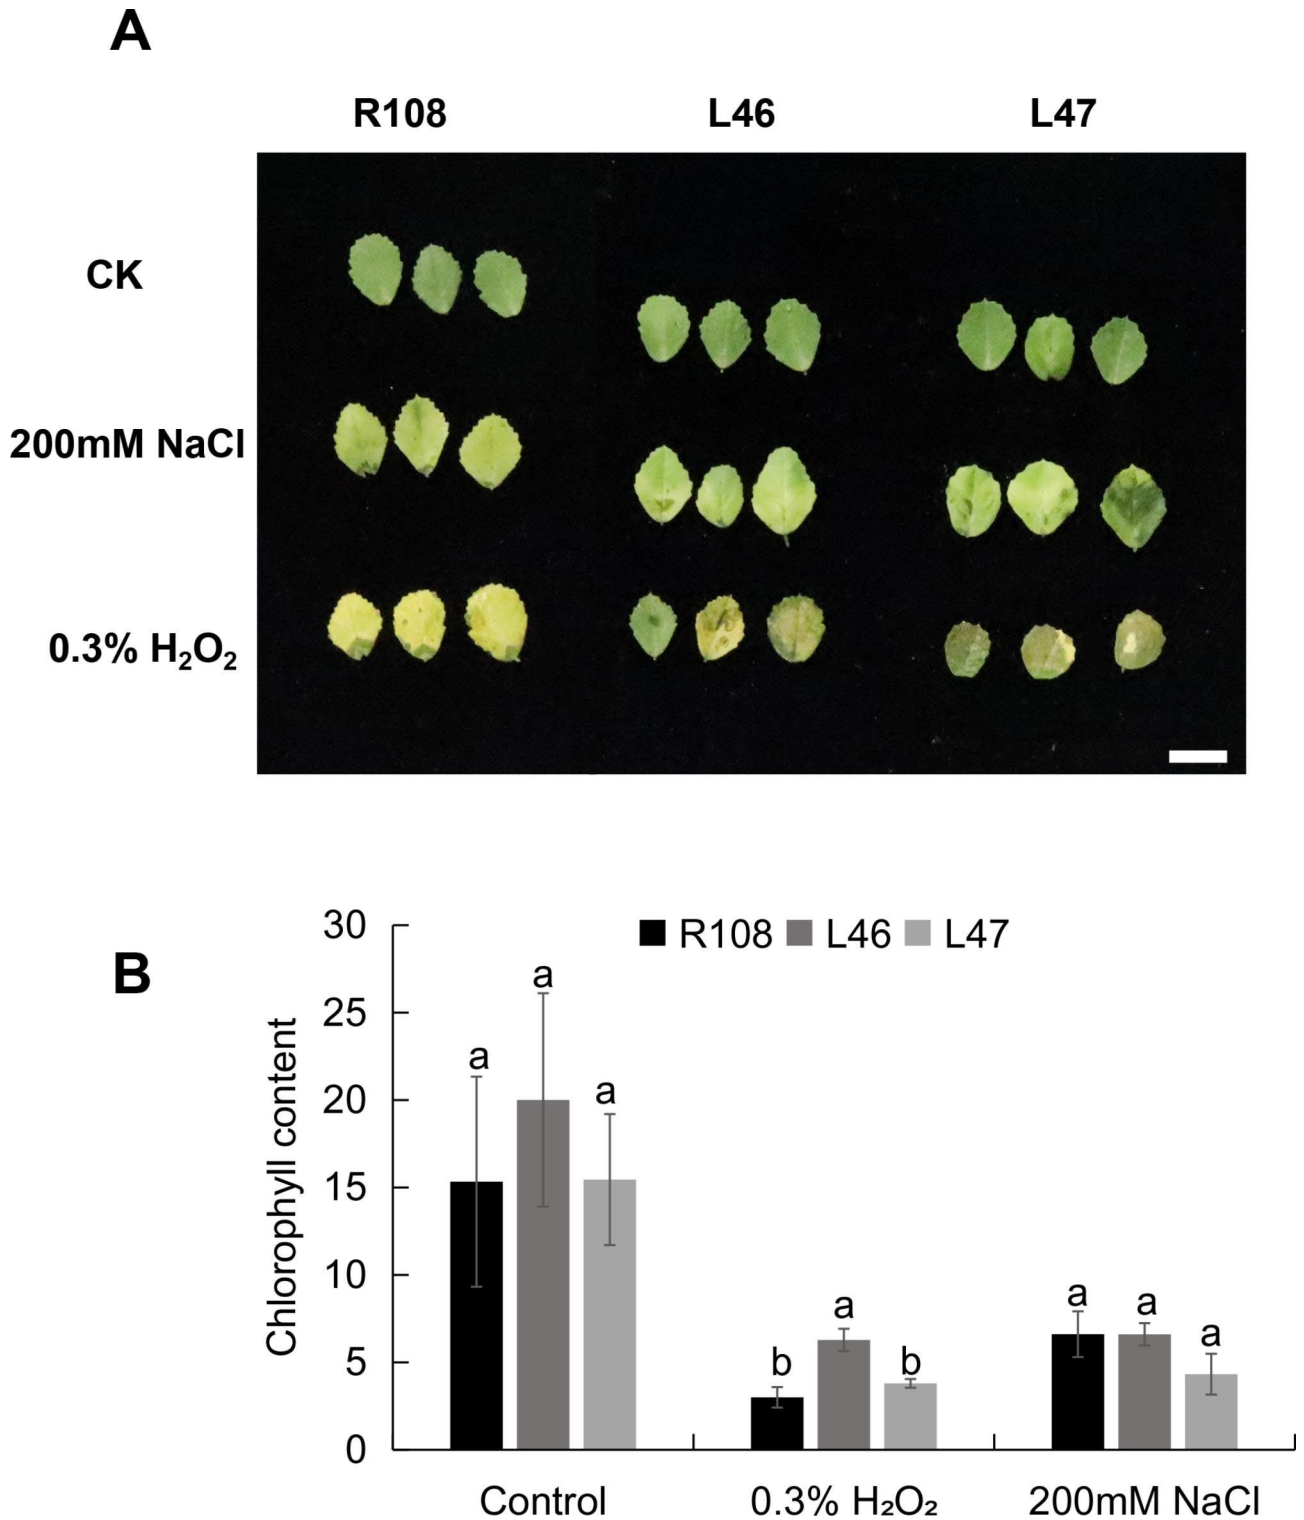 A
R108 L46 L47
CK
200mM NaCl
0.3% H₂O₂
B
30
25
20
15
10
5
0
Chlorophyll content
R108 L46 L47
a a a
b a b
a a a
Control 0.3% H₂O₂ 200mM NaCl